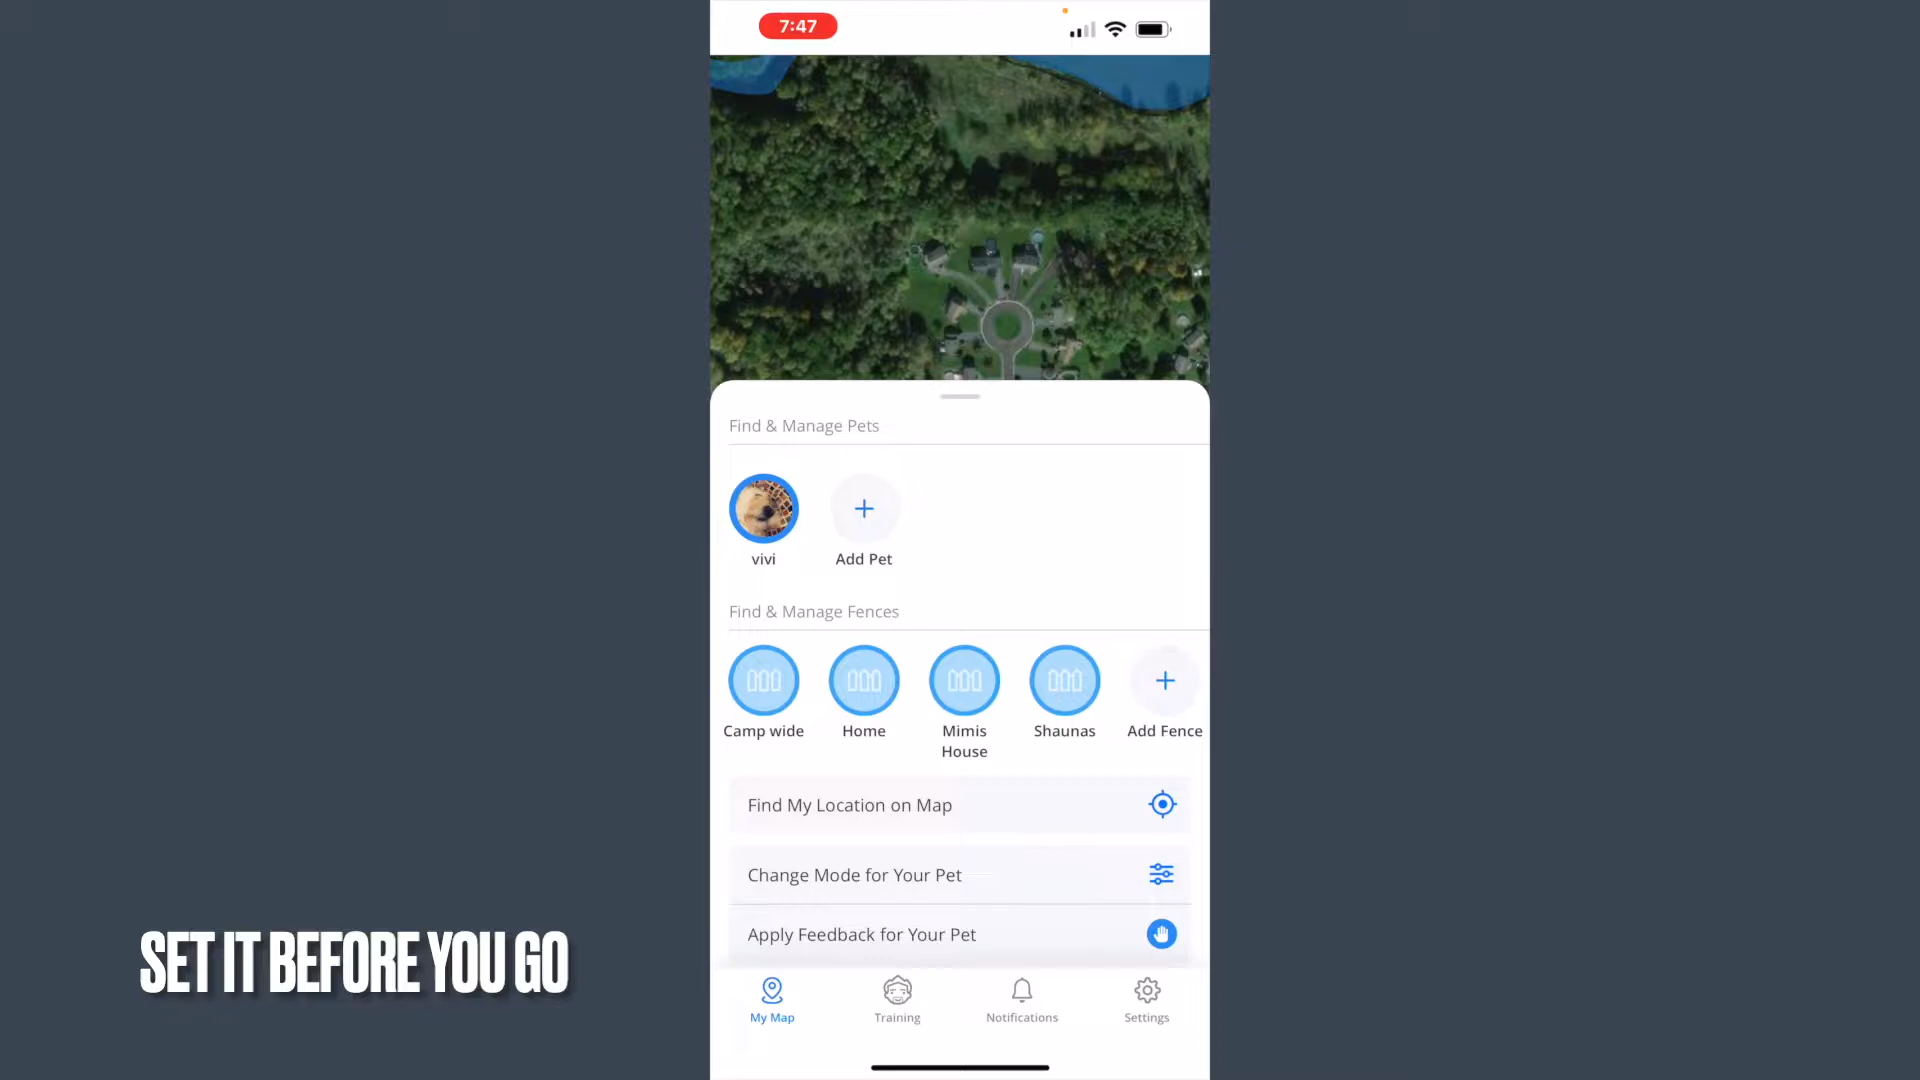 7:47
Find & Manage Pets
vivi
Add Pet
Find & Manage Fences
Camp wide
Home
Mimis
House
Shaunas
Add Fence
Find My Location on Map
Change Mode for Your Pet
Apply Feedback for Your Pet
SET IT BEFORE YOU GO
My Map
Training
Notifications
Settings